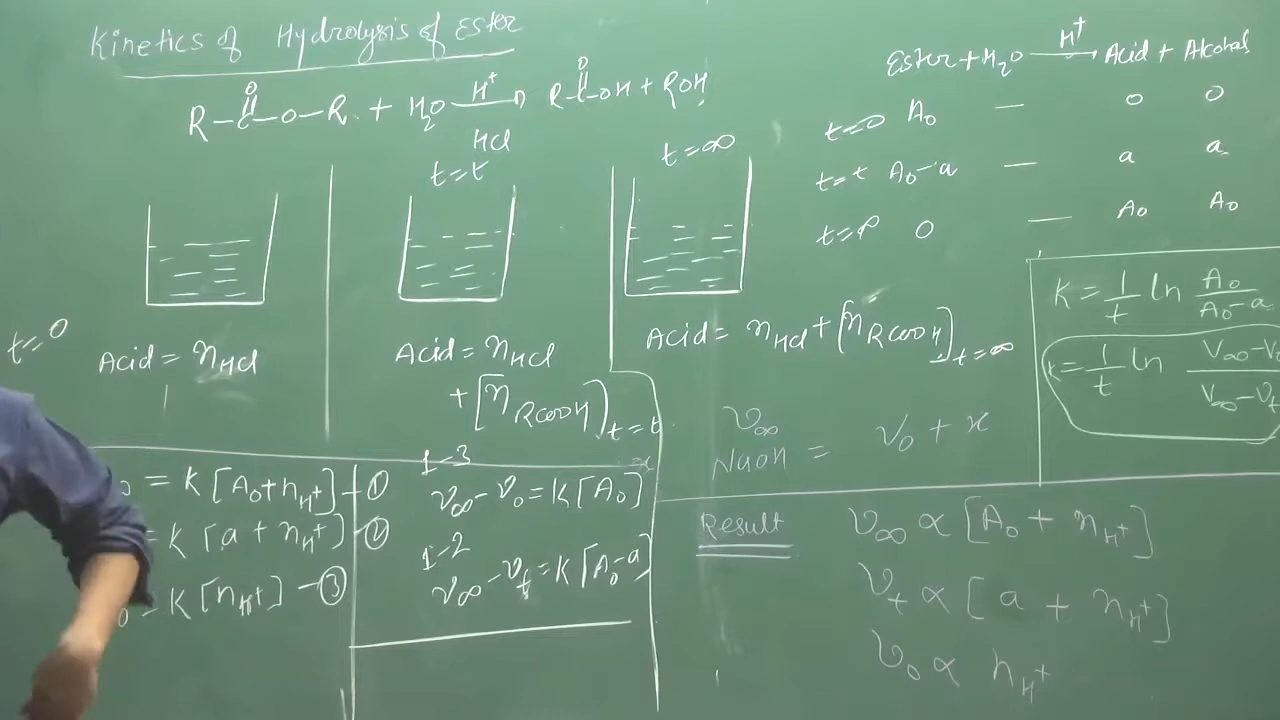 Kinetics of Hydrolysis of Ester
O O
R-C-O-R + H2O H+ → R-C-OH + ROH
HCl
Ester + H2O H+ → Acid + Alcohol
t=0 A0 — 0 0
t=t A0-a — a a
t=∞ 0 — A0 A0
t=0
t=t
t=∞
Acid = nHCl
Acid = nHCl
+ [nRCOOH]t=t
Acid = nHCl + [nRCOOH]t=∞
V∞
NaOH = V0 + x
K = 1/t ln A0/A0-a
k = 1/t ln V∞-V0/V∞-Vt
= K[A0+nH+] - ①
= K[a+nH+] - ②
= K[nH+] - ③
1-3
V∞-V0 = K[A0]
1-2
V∞-Vt = K[A0-a]
Result
V∞ ∝ [A0 + nH+]
Vt ∝ [a + nH+]
V0 ∝ nH+